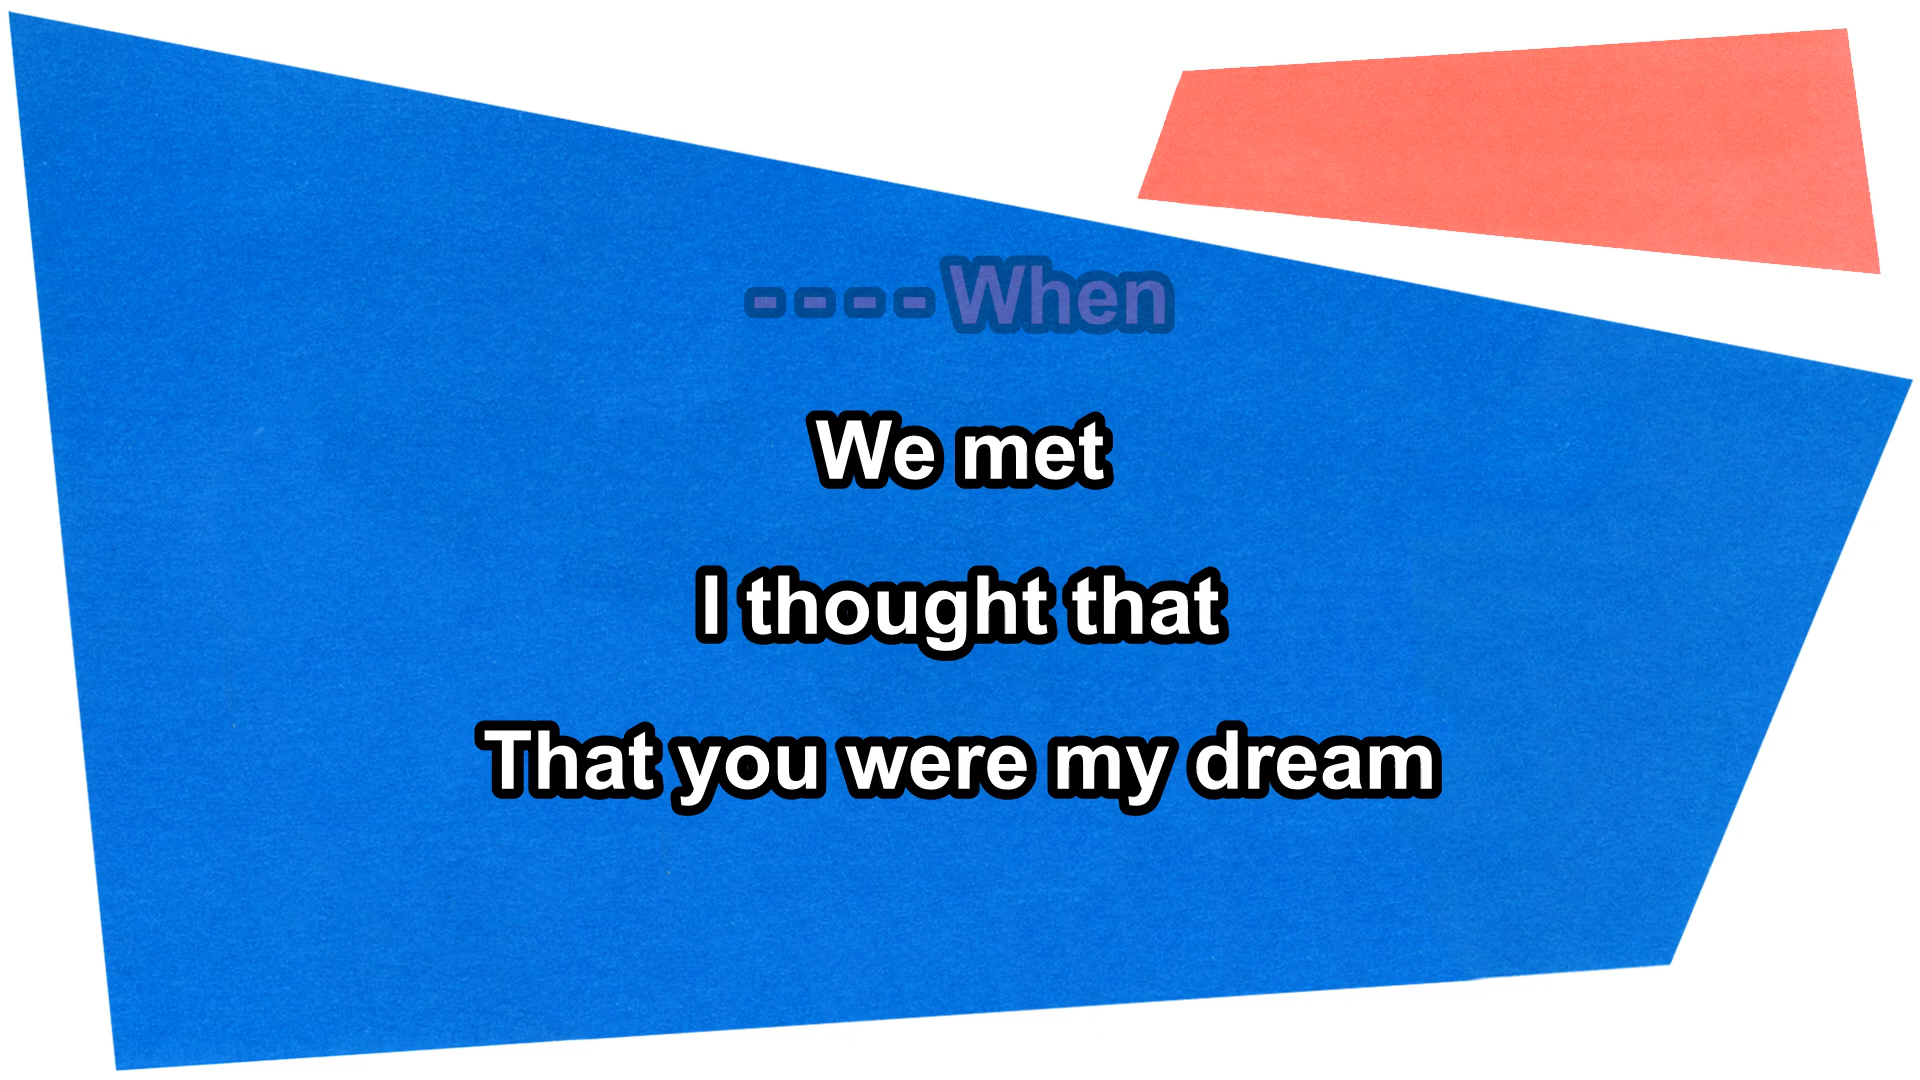 - - - - When
We met
I thought that
That you were my dream